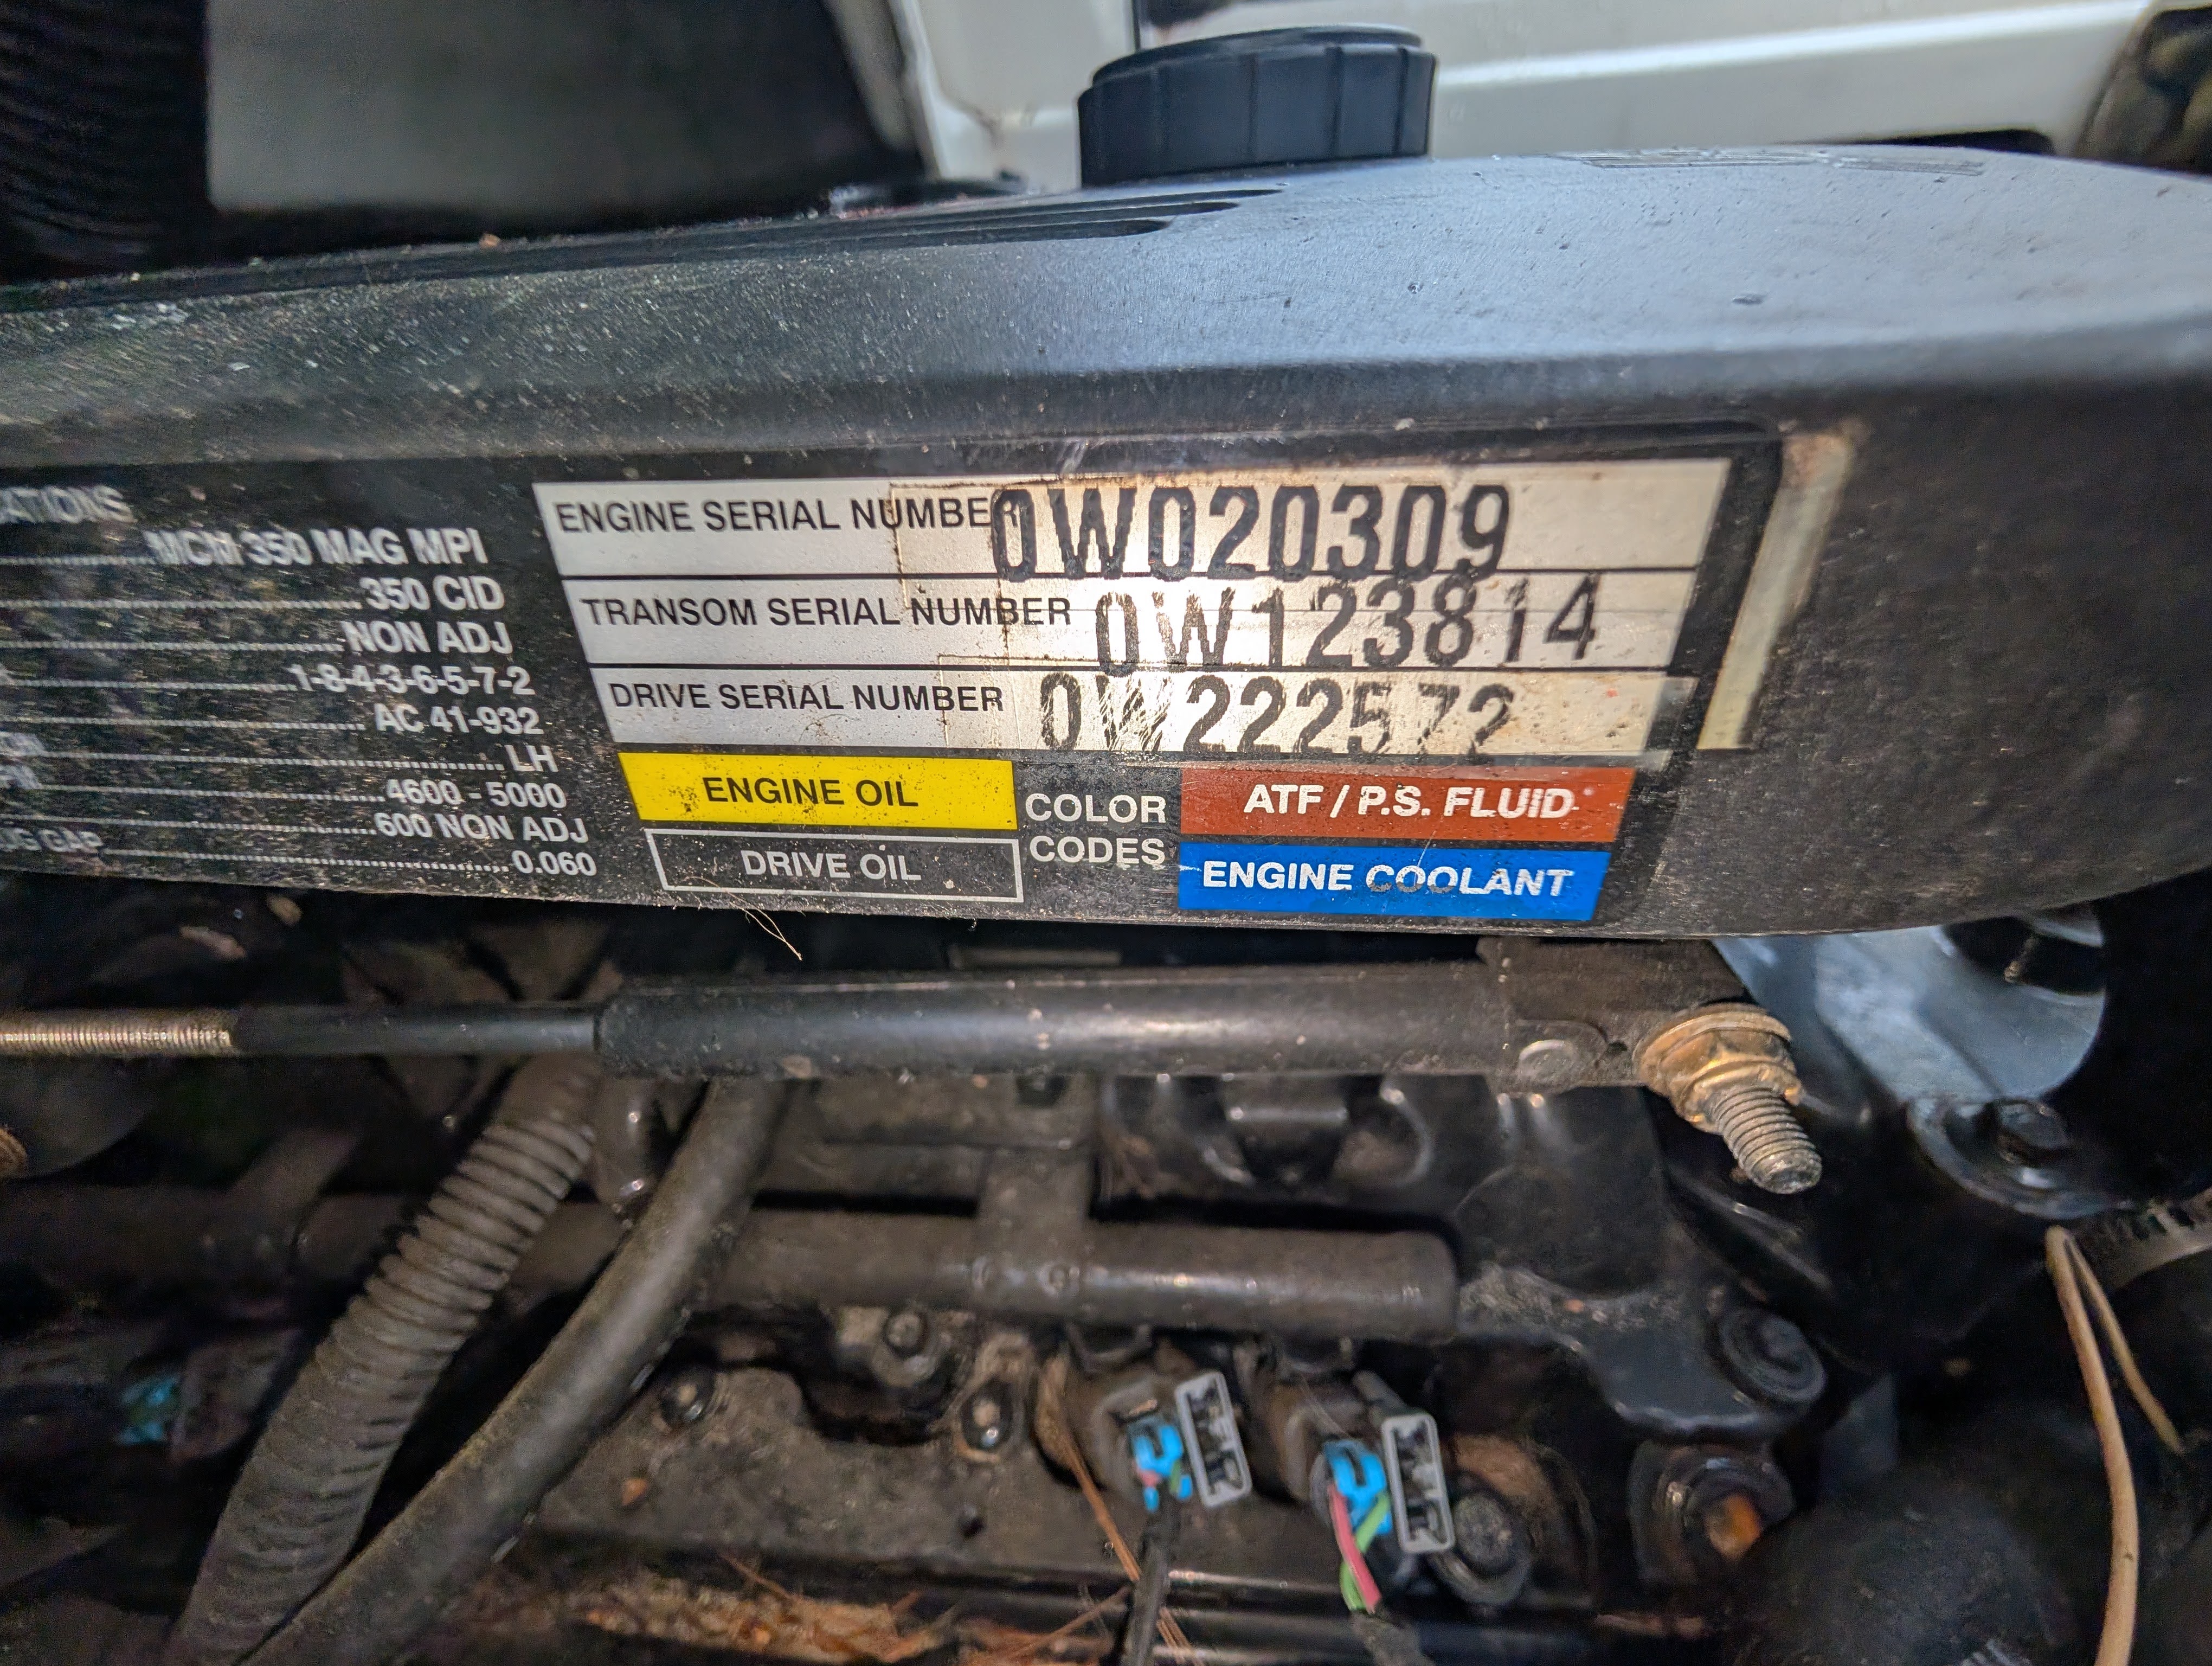 MCM 350 MAG MPI
350 CID
NON ADJ
1-8-4-3-6-5-7-2
AC 41-932
LH
4600 - 5000
600 NON ADJ
GAP 0.060
ENGINE SERIAL NUMBER 0W020309
TRANSOM SERIAL NUMBER 0W123814
DRIVE SERIAL NUMBER 0W222572
ENGINE OIL
DRIVE OIL
COLOR
CODES
ATF / P.S. FLUID
ENGINE COOLANT